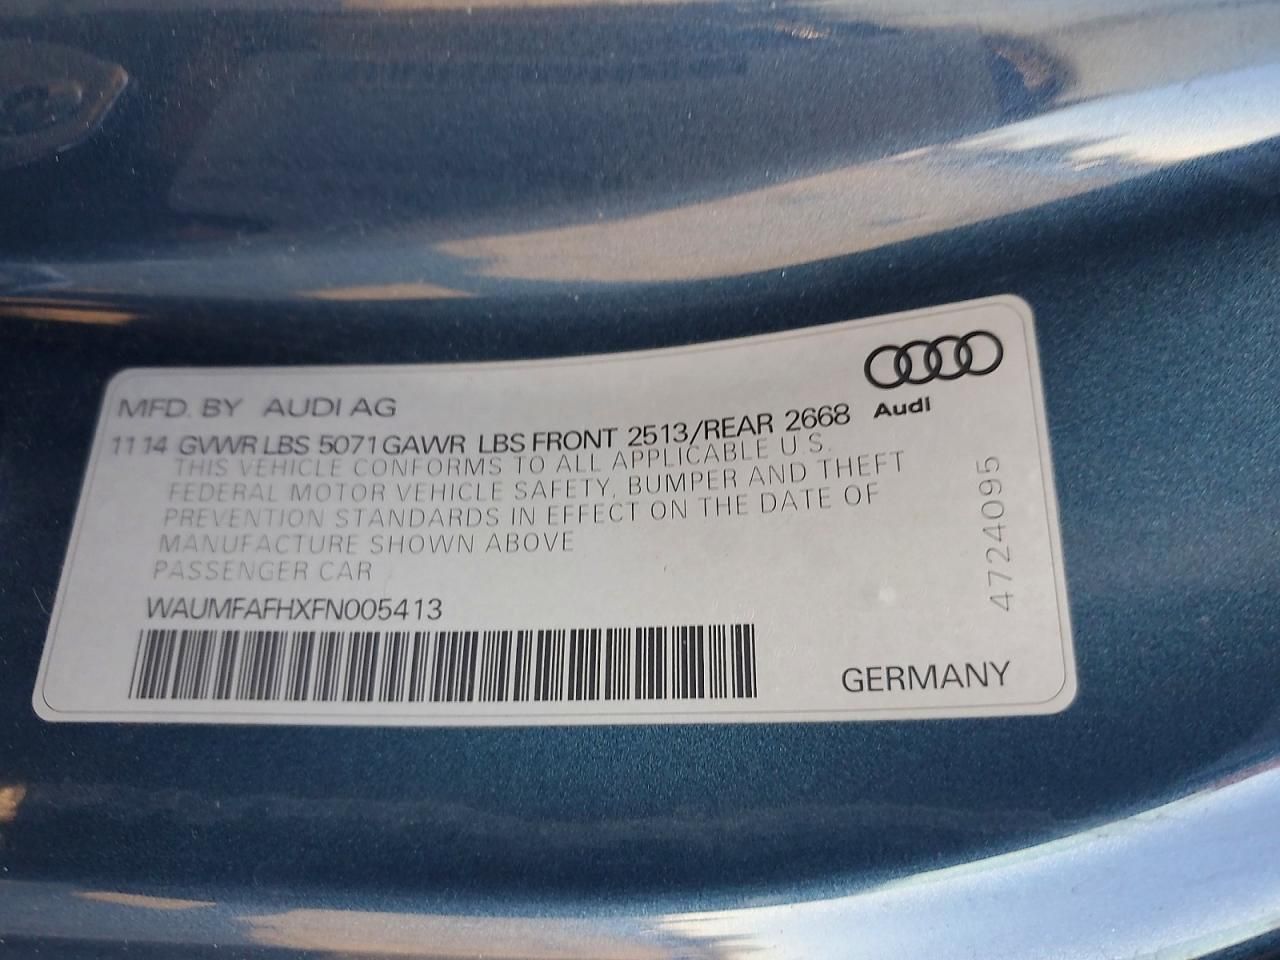 MFD. BY AUDI AG
Audi
11 14 GVWR LBS 5071 GAWR LBS FRONT 2513/REAR 2668
THIS VEHICLE CONFORMS TO ALL APPLICABLE U.S.
FEDERAL MOTOR VEHICLE SAFETY, BUMPER AND THEFT
PREVENTION STANDARDS IN EFFECT ON THE DATE OF
MANUFACTURE SHOWN ABOVE
PASSENGER CAR
WAUMFAFHXFN005413
4724095
GERMANY